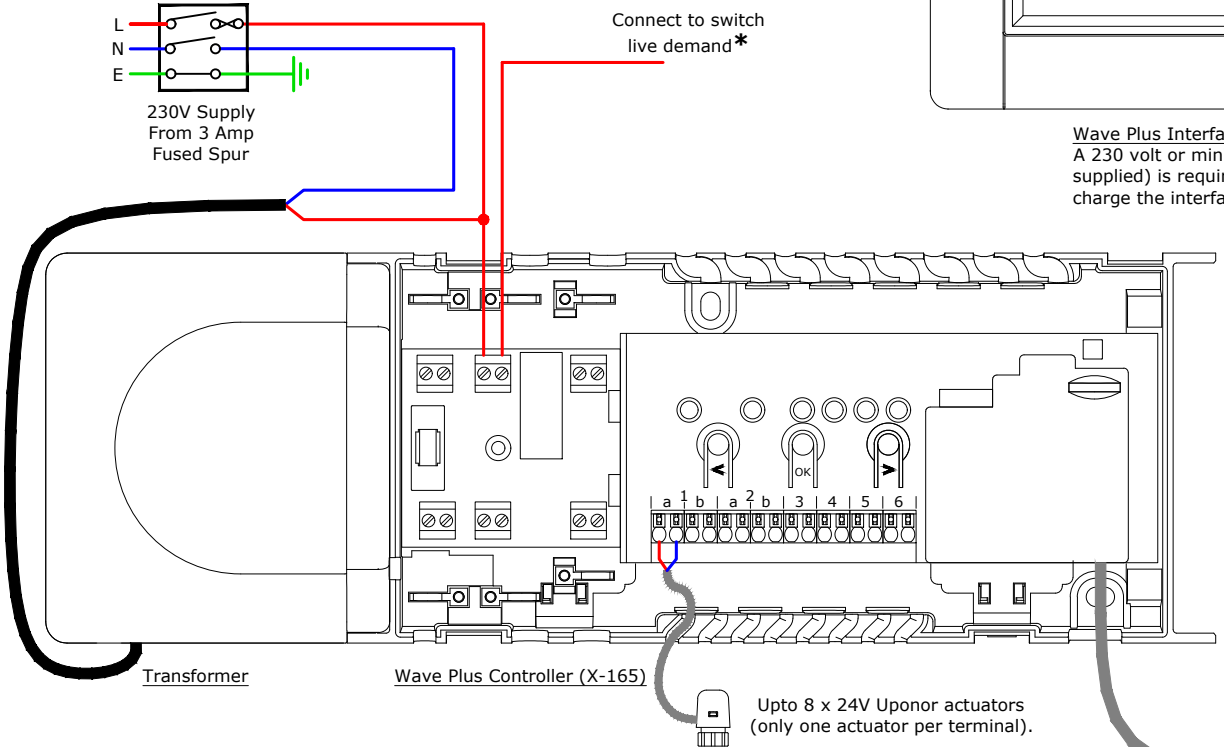 L
N
E
230V Supply
From 3 Amp
Fused Spur
Connect to switch
live demand*
Wave Plus Interfa
A 230 volt or min
supplied) is requir
charge the interfa
<
OK
>
a 1 b a 2 b 3 4 5 6
Transformer
Wave Plus Controller (X-165)
Upto 8 x 24V Uponor actuators
(only one actuator per terminal).